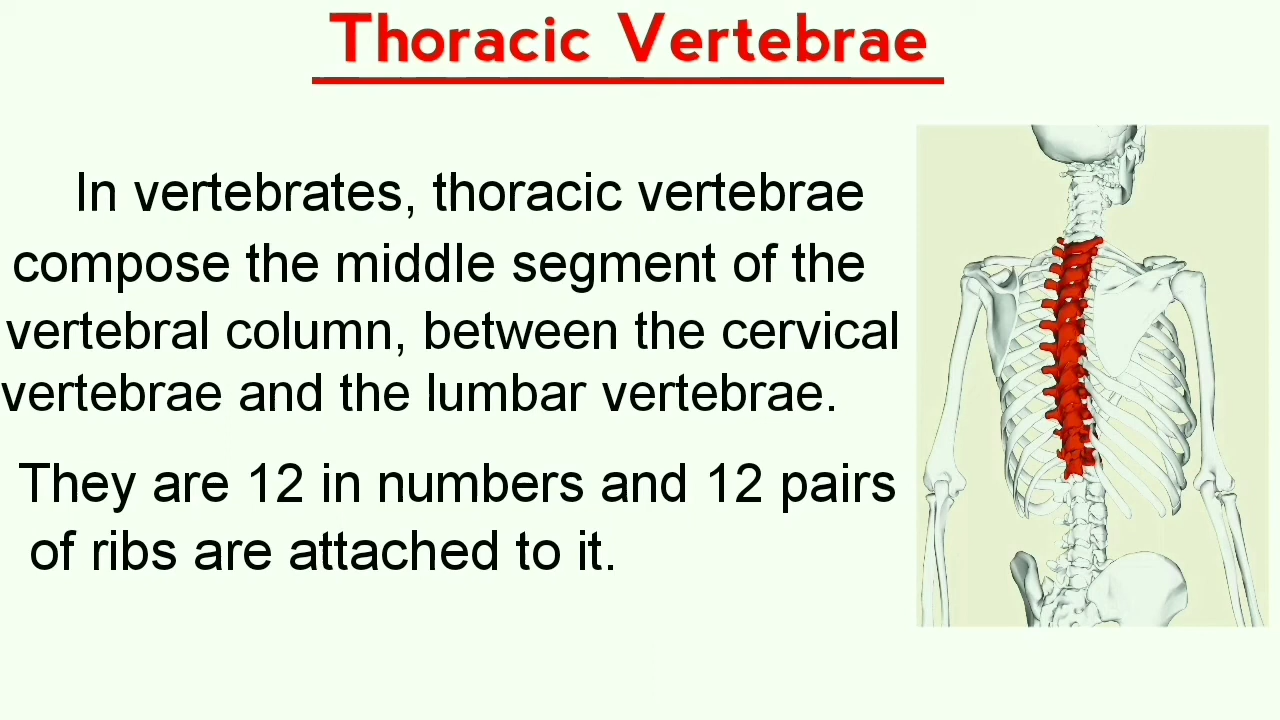 Thoracic Vertebrae
In vertebrates, thoracic vertebrae
compose the middle segment of the
vertebral column, between the cervical
vertebrae and the lumbar vertebrae.
They are 12 in numbers and 12 pairs
of ribs are attached to it.